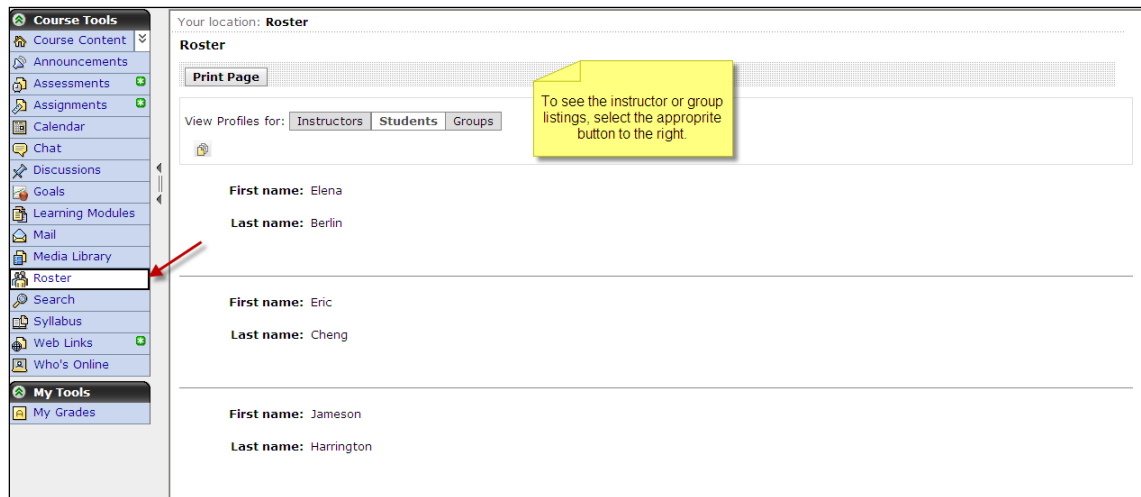 Course Tools
Course Content
Announcements
Assessments
Assignments
Calendar
Chat
Discussions
Goals
Learning Modules
Mail
Media Library
Roster
Search
Syllabus
Web Links
Who's Online
My Tools
My Grades
Your location: Roster
Roster
Print Page
To see the instructor or group
listings, select the approprite
button to the right.
View Profiles for: Instructors Students Groups
First name: Elena
Last name: Berlin
First name: Eric
Last name: Cheng
First name: Jameson
Last name: Harrington